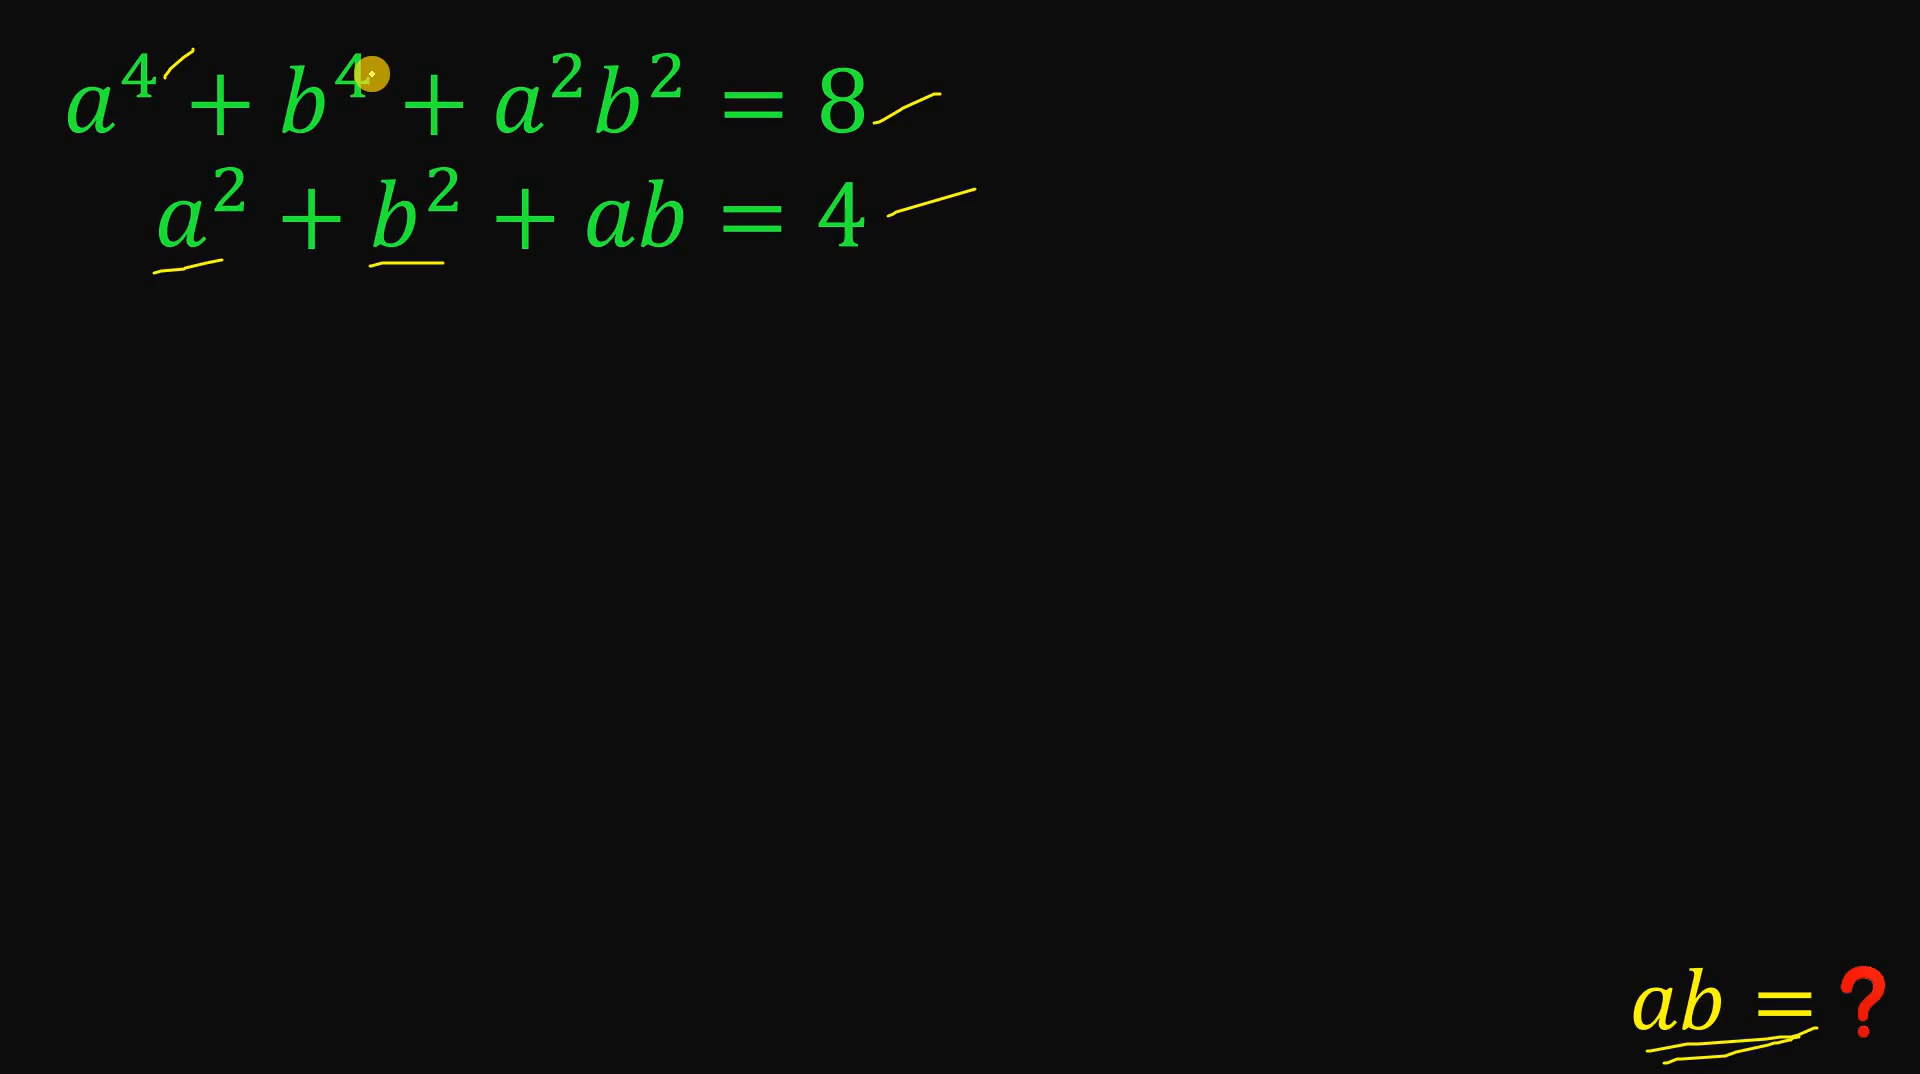 a⁴ + b⁴ + a²b² = 8
a² + b² + ab = 4
ab = ❓